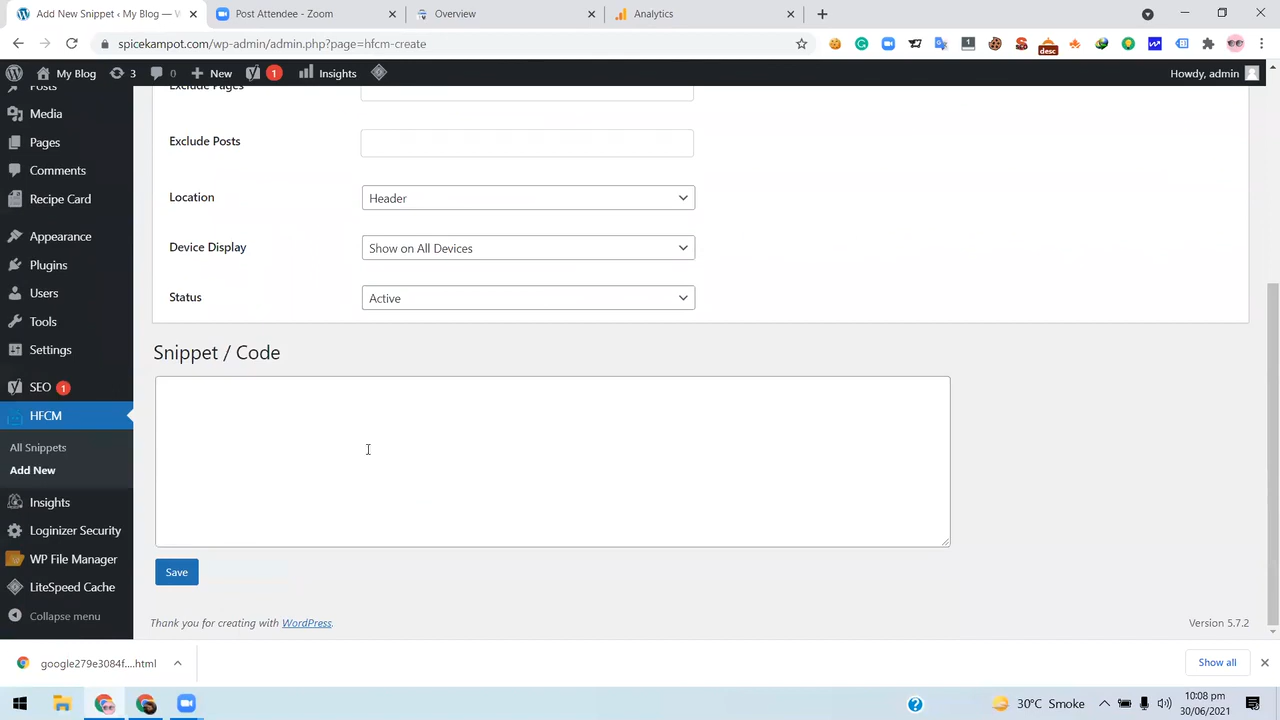 Add New Snippet ‹ My Blog — W
Post Attendee - Zoom
Overview
Analytics
spicekampot.com/wp-admin/admin.php?page=hfcm-create
1
desc
My Blog
3
0
New
1
Insights
Howdy, admin
Posts
Media
Pages
Comments
Recipe Card
Appearance
Plugins
Users
Tools
Settings
SEO 1
HFCM
All Snippets
Add New
Insights
Loginizer Security
WP File Manager
LiteSpeed Cache
Collapse menu
Exclude Pages
Exclude Posts
Location
Header
Device Display
Show on All Devices
Status
Active
Snippet / Code
Save
Thank you for creating with WordPress.
Version 5.7.2
google279e3084f....html
Show all
30°C Smoke
10:08 pm
30/06/2021